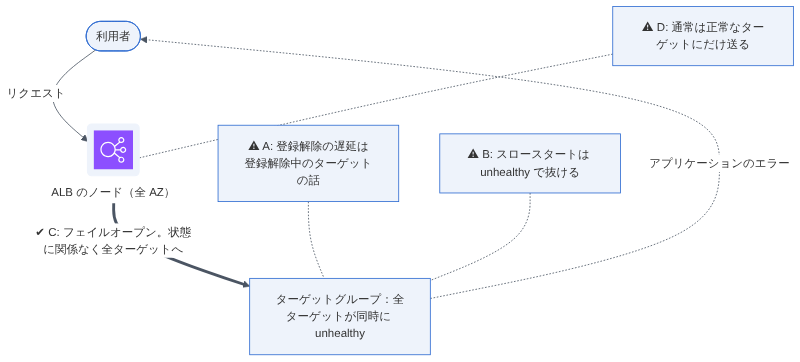 利用者
⚠ D: 通常は正常なター
ゲットにだけ送る
リクエスト
⚠ A: 登録解除の遅延は
登録解除中のターゲット
の話
⚠ B: スロースタートは
unhealthy で抜ける
アプリケーションのエラー
ALB のノード（全 AZ）
✔ C: フェイルオープン。状態
に関係なく全ターゲットへ
ターゲットグループ：全
ターゲットが同時に
unhealthy